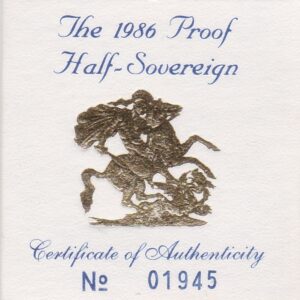 The 1986 Proof
Half-Sovereign
Certificate of Authenticity
Nº 01945